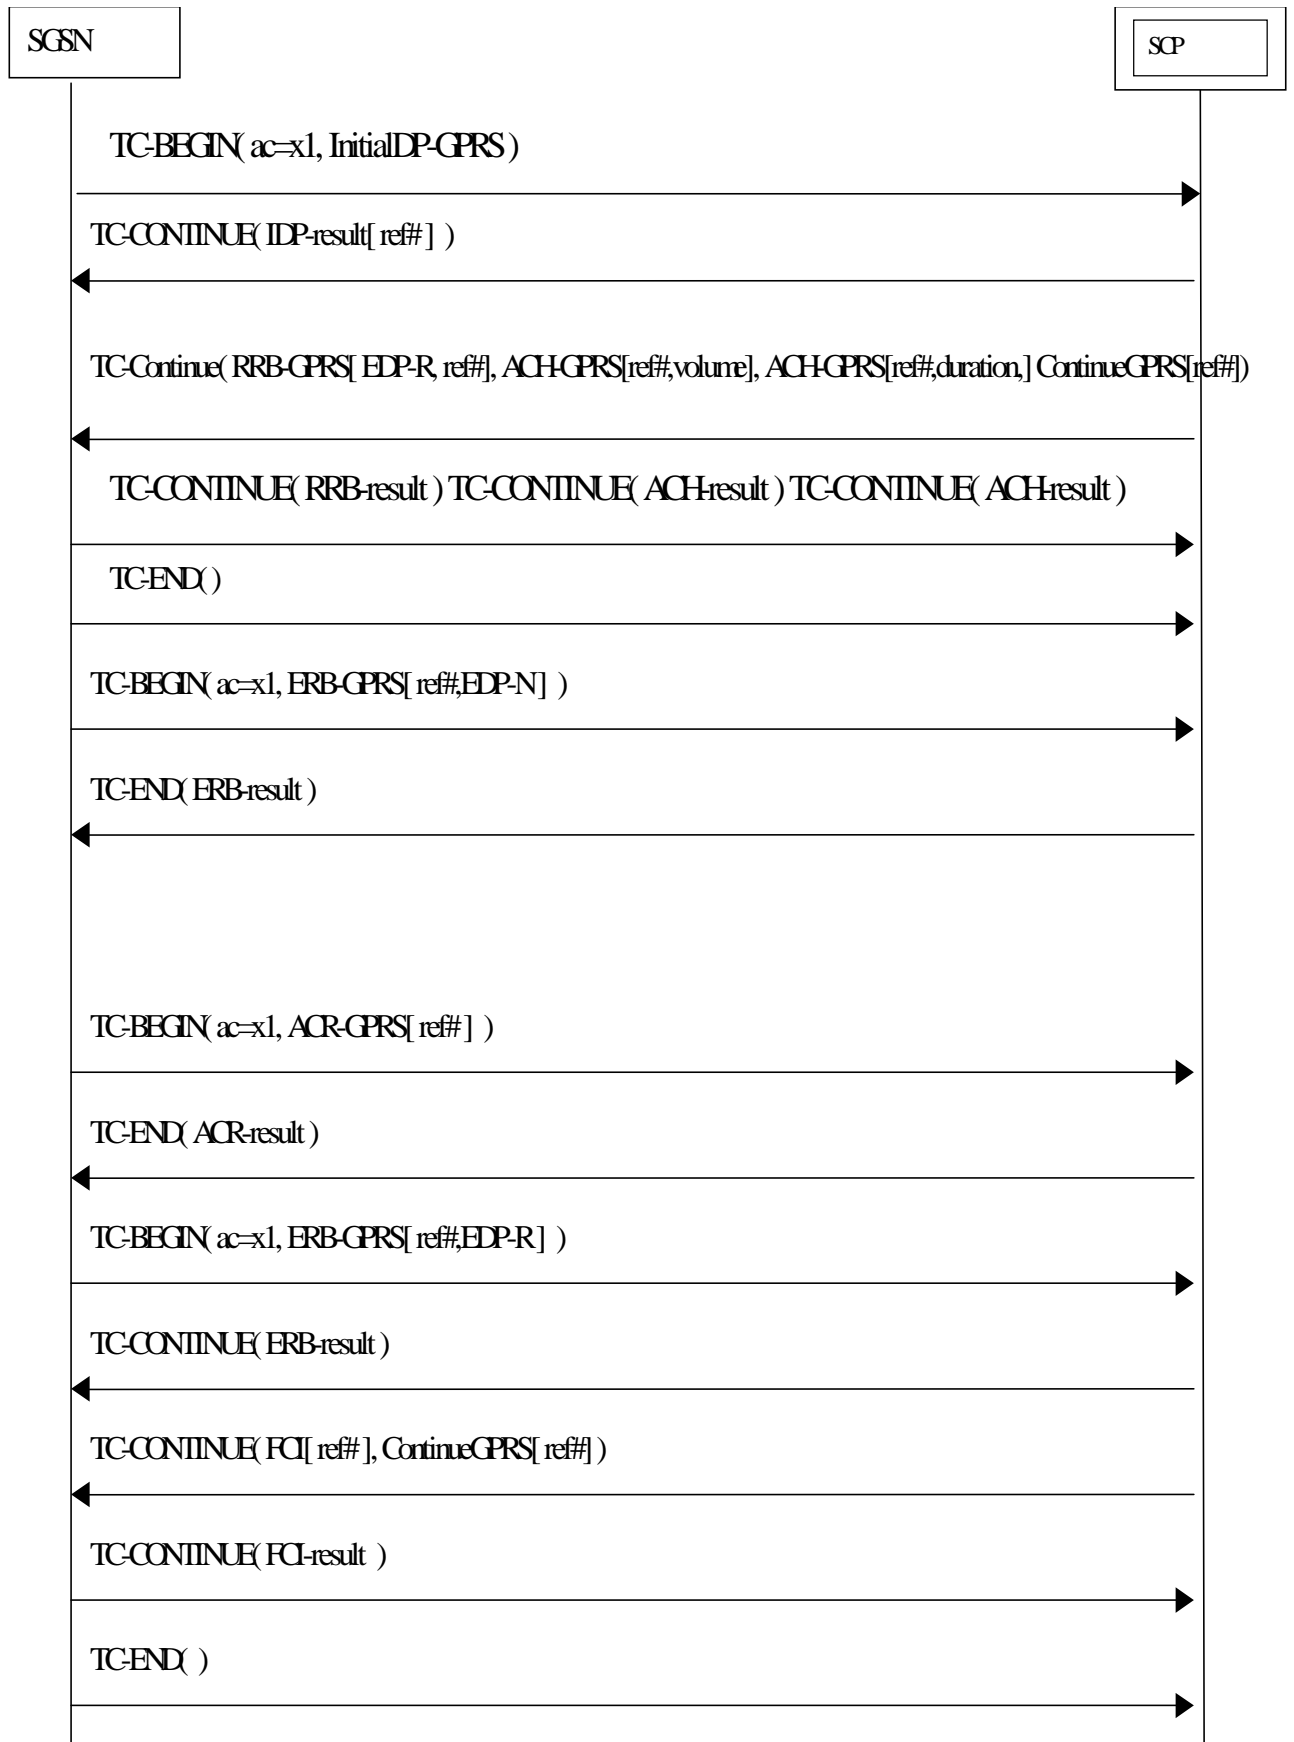 SGSN
SCP
TC-BEGIN( ac=x1, InitialDP-GPRS )
TC-CONTINUE( IDP-result[ ref# ] )
TC-Continue( RRB-GPRS[ EDP-R, ref#], ACH-GPRS[ref#,volume], ACH-GPRS[ref#,duration,] ContinueGPRS[ref#])
TC-CONTINUE( RRB-result ) TC-CONTINUE( ACH-result ) TC-CONTINUE( ACH-result )
TC-END( )
TC-BEGIN( ac=x1, ERB-GPRS[ ref#,EDP-N ] )
TC-END( ERB-result )
TC-BEGIN( ac=x1, ACR-GPRS[ ref# ] )
TC-END( ACR-result )
TC-BEGIN( ac=x1, ERB-GPRS[ ref#,EDP-R ] )
TC-CONTINUE( ERB-result )
TC-CONTINUE( FCI[ ref# ], ContinueGPRS[ ref#] )
TC-CONTINUE( FCI-result )
TC-END( )